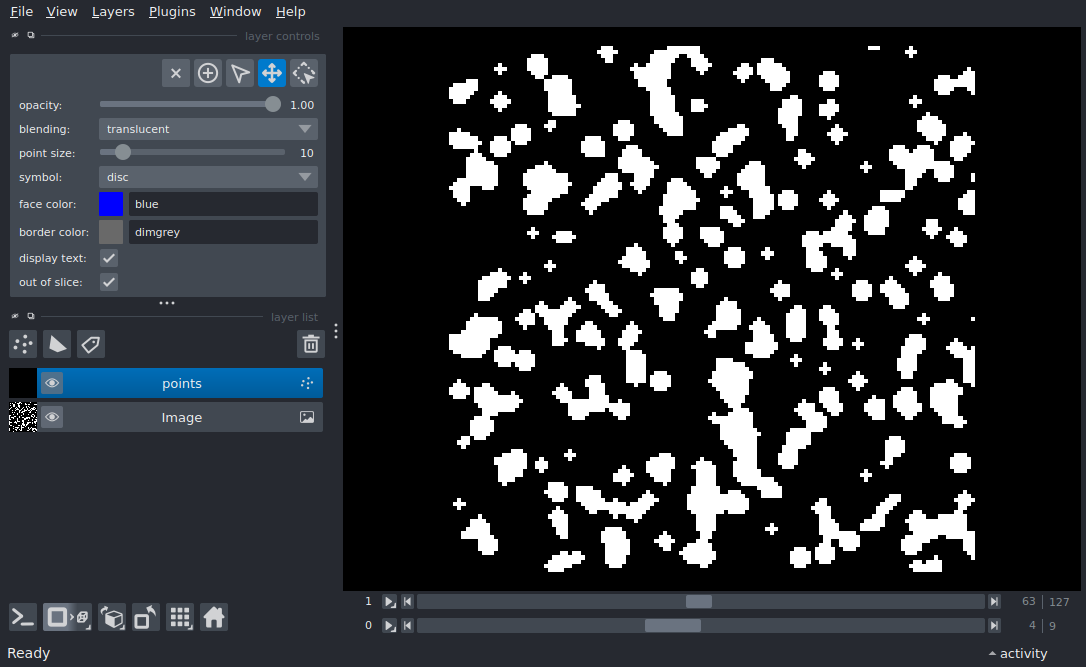 File View Layers Plugins Window Help
layer controls
opacity: 1.00
blending: translucent
point size: 10
symbol: disc
face color: blue
border color: dimgrey
display text:
out of slice:
layer list
points
Image
1 63 | 127
0 4 | 9
Ready activity